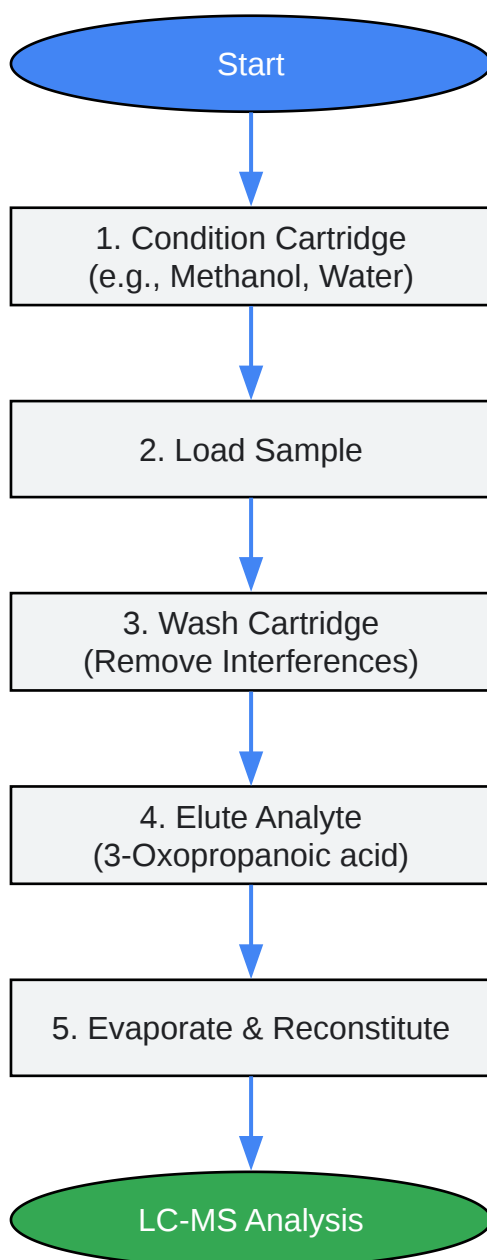 Start
1. Condition Cartridge
(e.g., Methanol, Water)
2. Load Sample
3. Wash Cartridge
(Remove Interferences)
4. Elute Analyte
(3-Oxopropanoic acid)
5. Evaporate & Reconstitute
LC-MS Analysis